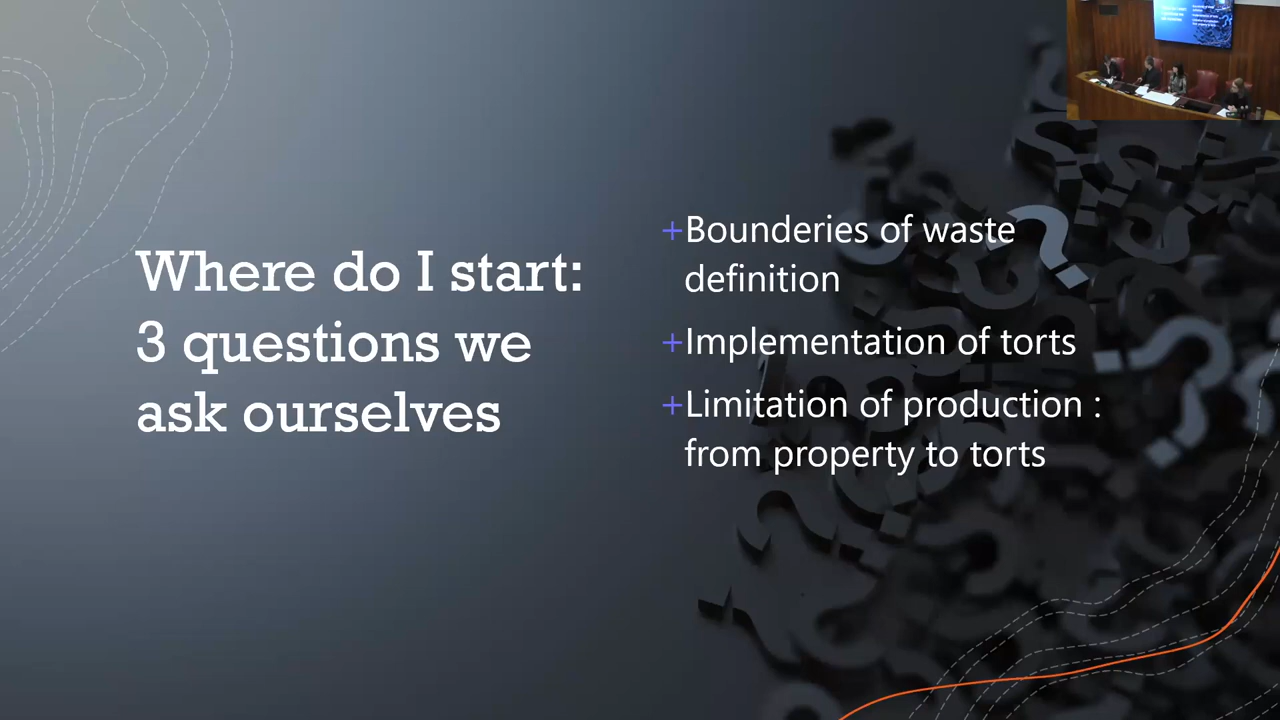 Where do I start:
3 questions we
ask ourselves
+Bounderies of waste
definition
+Implementation of torts
+Limitation of production :
from property to torts